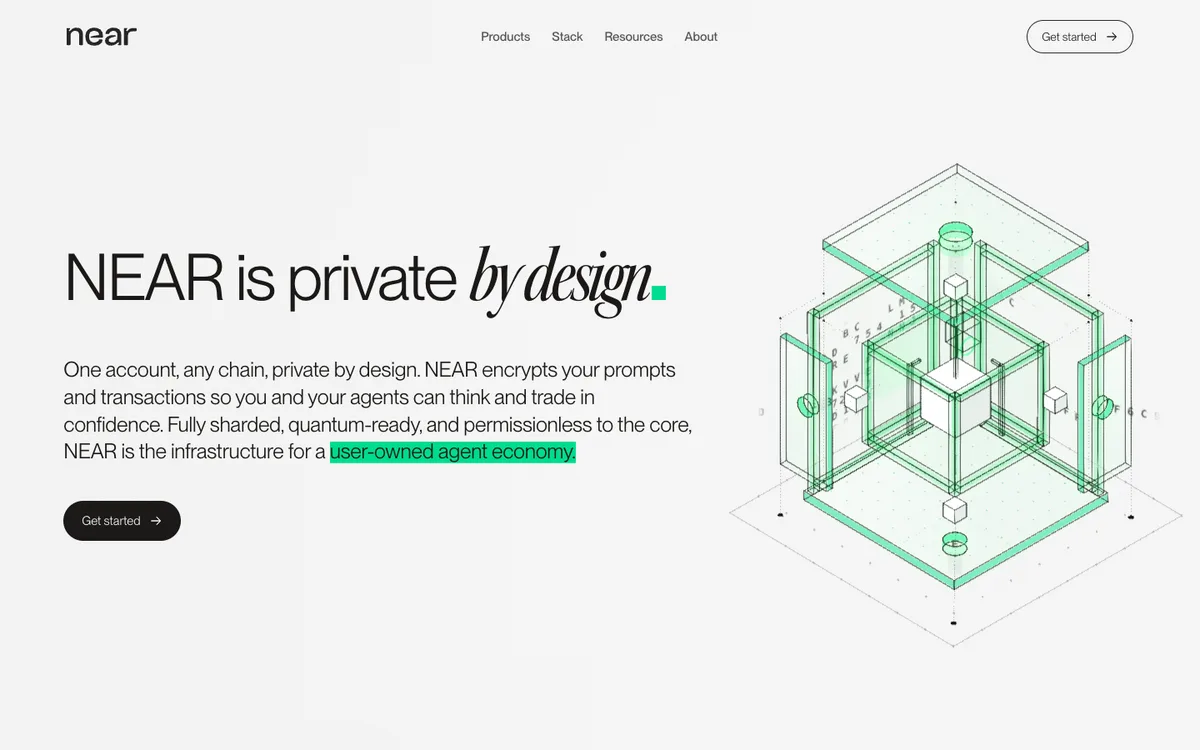 near
Products Stack Resources About
Get started
NEAR is private by design.
One account, any chain, private by design. NEAR encrypts your prompts
and transactions so you and your agents can think and trade in
confidence. Fully sharded, quantum-ready, and permissionless to the core,
NEAR is the infrastructure for a user-owned agent economy.
Get started